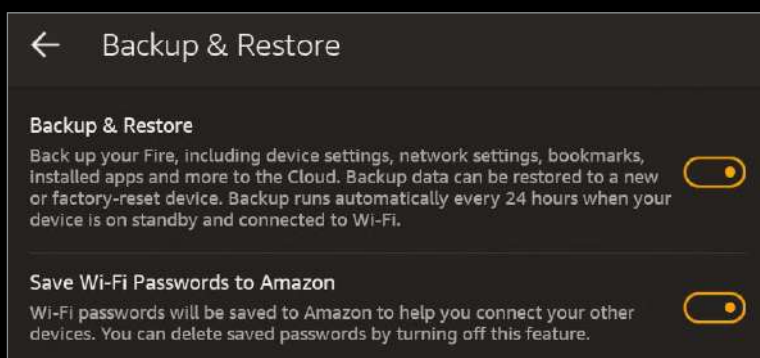 Backup & Restore
Backup & Restore
Back up your Fire, including device settings, network settings, bookmarks,
installed apps and more to the Cloud. Backup data can be restored to a new
or factory-reset device. Backup runs automatically every 24 hours when your
device is on standby and connected to Wi-Fi.
Save Wi-Fi Passwords to Amazon
Wi-Fi passwords will be saved to Amazon to help you connect your other
devices. You can delete saved passwords by turning off this feature.